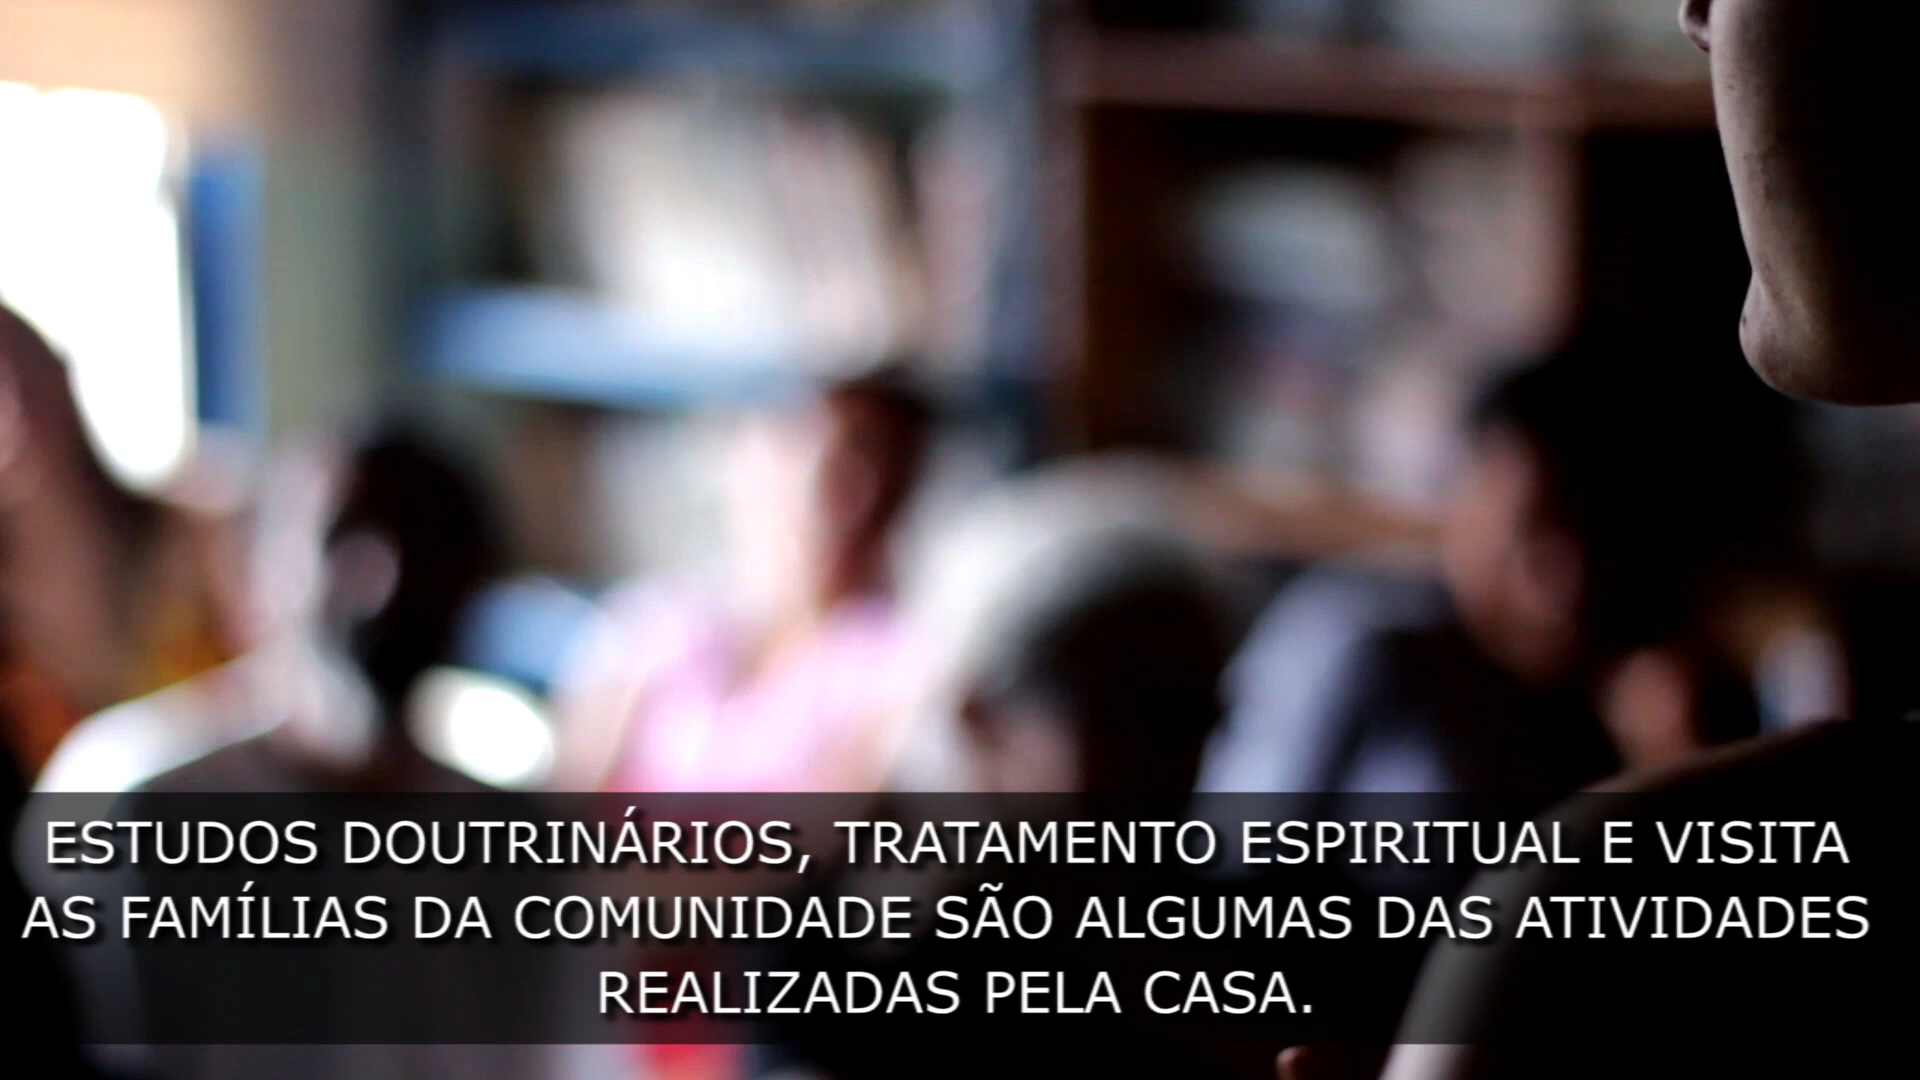 ESTUDOS DOUTRINÁRIOS, TRATAMENTO ESPIRITUAL E VISITA
AS FAMÍLIAS DA COMUNIDADE SÃO ALGUMAS DAS ATIVIDADES
REALIZADAS PELA CASA.